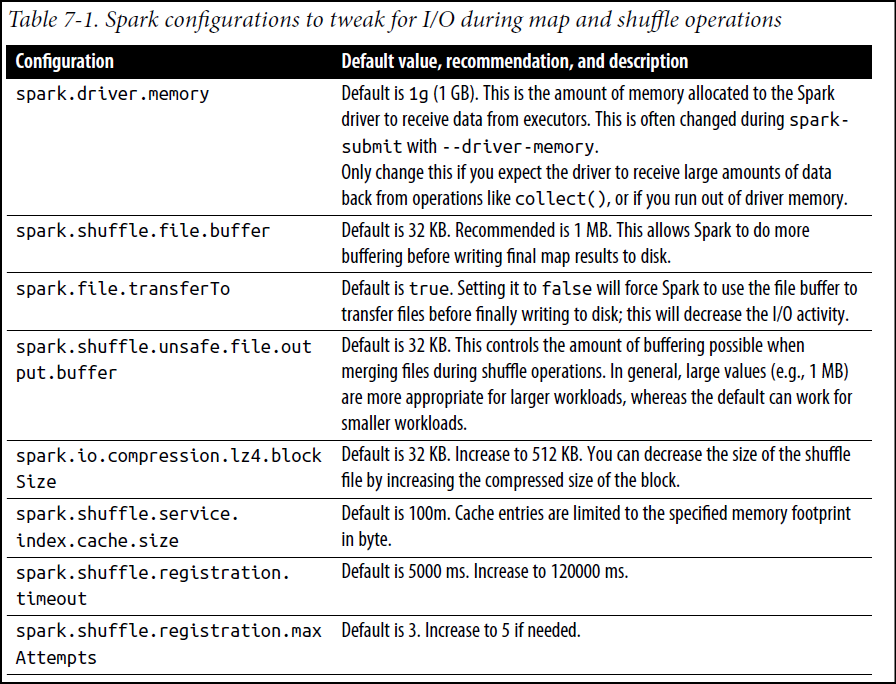 Table 7-1. Spark configurations to tweak for I/O during map and shuffle operations
Configuration
Default value, recommendation, and description
spark.driver.memory
Default is 1g (1 GB). This is the amount of memory allocated to the Spark
driver to receive data from executors. This is often changed during spark-
submit with --driver-memory.
Only change this if you expect the driver to receive large amounts of data
back from operations like collect(), or if you run out of driver memory.
spark.shuffle.file.buffer
Default is 32 KB. Recommended is 1 MB. This allows Spark to do more
buffering before writing final map results to disk.
spark.file.transferTo
Default is true. Setting it to false will force Spark to use the file buffer to
transfer files before finally writing to disk; this will decrease the I/O activity.
spark.shuffle.unsafe.file.out
put.buffer
Default is 32 KB. This controls the amount of buffering possible when
merging files during shuffle operations. In general, large values (e.g., 1 MB)
are more appropriate for larger workloads, whereas the default can work for
smaller workloads.
spark.io.compression.lz4.block
Size
Default is 32 KB. Increase to 512 KB. You can decrease the size of the shuffle
file by increasing the compressed size of the block.
spark.shuffle.service.
index.cache.size
Default is 100m. Cache entries are limited to the specified memory footprint
in byte.
spark.shuffle.registration.
timeout
Default is 5000 ms. Increase to 120000 ms.
spark.shuffle.registration.max
Attempts
Default is 3. Increase to 5 if needed.